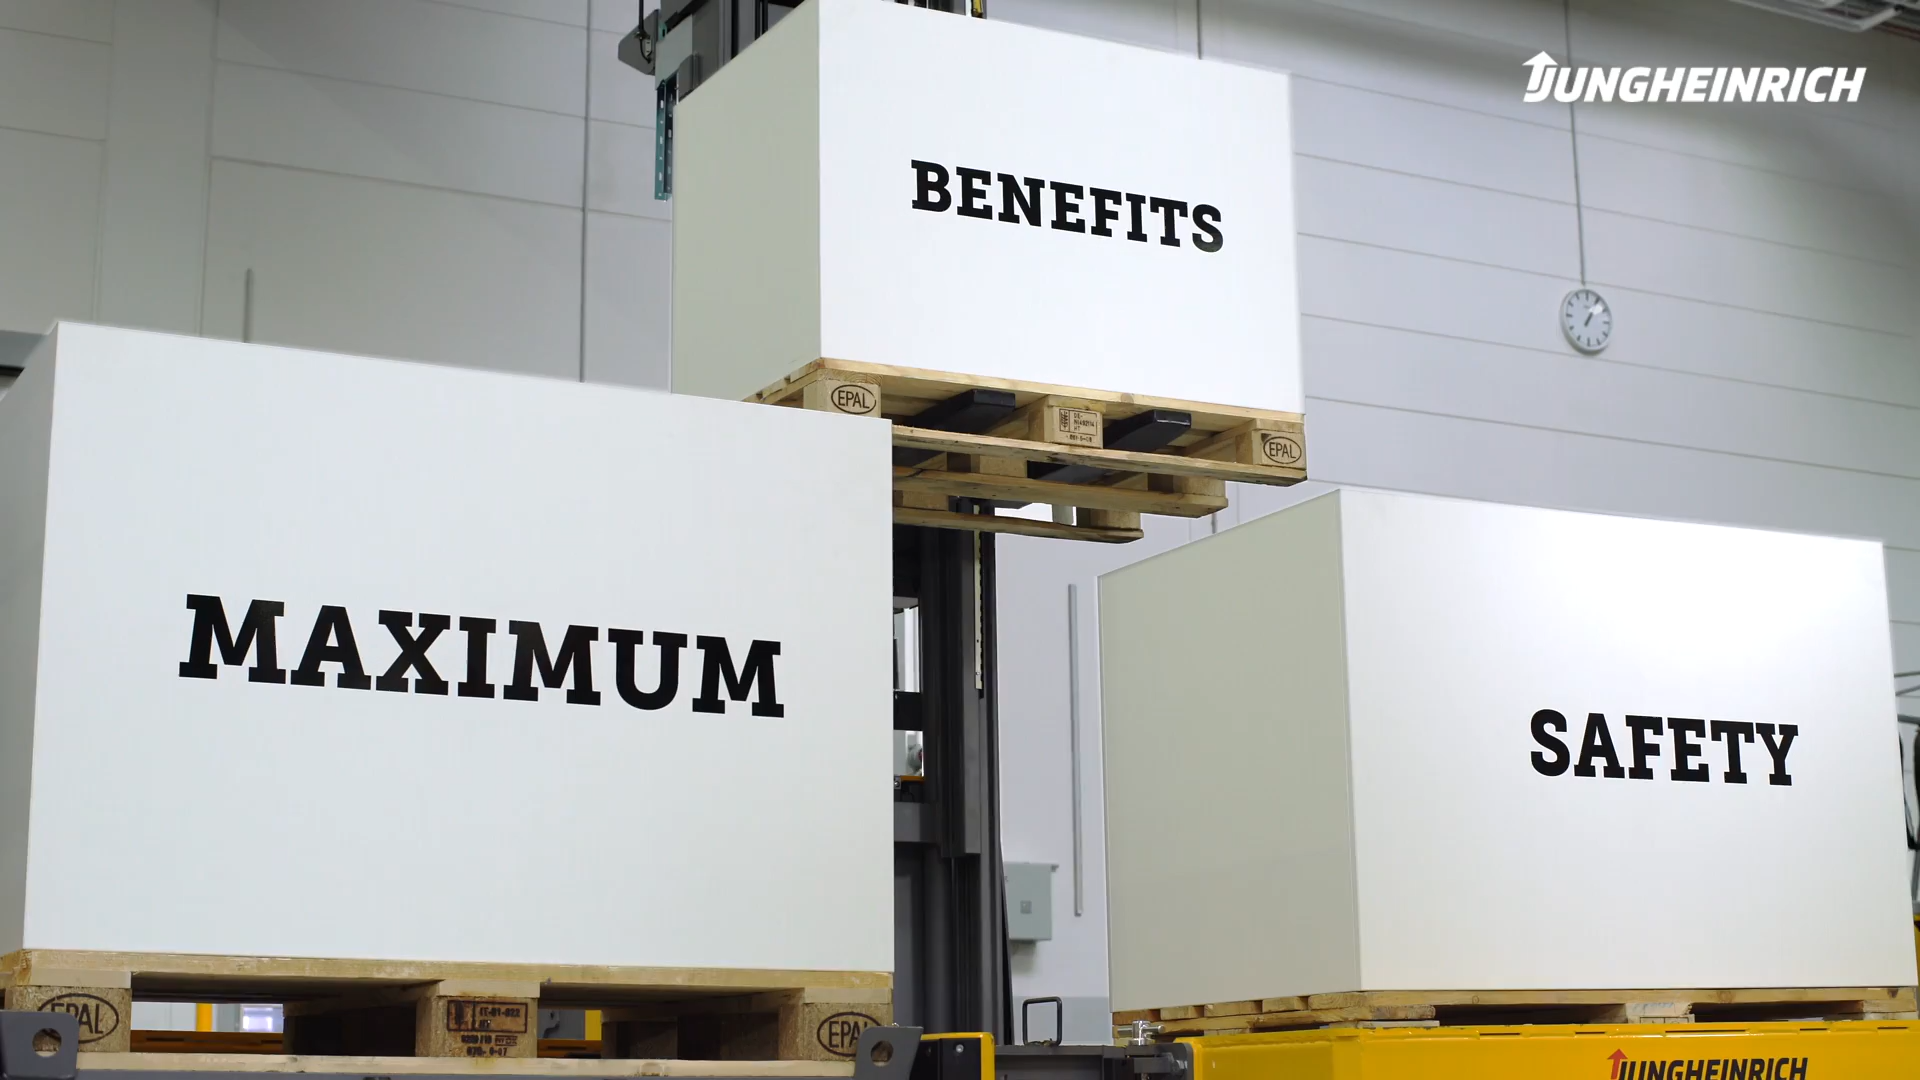 JUNGHEINRICH
BENEFITS
EPAL
EPAL
MAXIMUM
SAFETY
EPAL
EPAL
JUNGHEINRICH